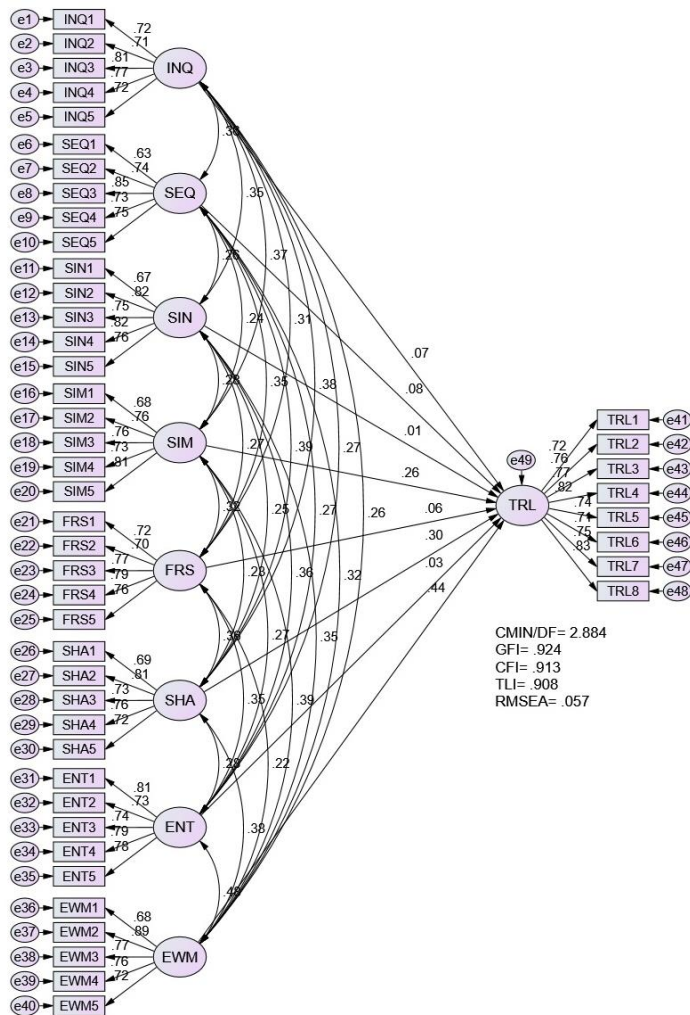 e1 INQ1 .72
e2 INQ2 .71
e3 INQ3 .81
e4 INQ4 .77
e5 INQ5 .72
INQ
e6 SEQ1 .63
e7 SEQ2 .74
e8 SEQ3 .85
e9 SEQ4 .73
e10 SEQ5 .75
SEQ
e11 SIN1 .67
e12 SIN2 .82
e13 SIN3 .75
e14 SIN4 .82
e15 SIN5 .76
SIN
e16 SIM1 .68
e17 SIM2 .76
e18 SIM3 .76
e19 SIM4 .73
e20 SIM5 .81
SIM
e21 FRS1 .72
e22 FRS2 .70
e23 FRS3 .77
e24 FRS4 .79
e25 FRS5 .76
FRS
e26 SHA1 .69
e27 SHA2 .81
e28 SHA3 .73
e29 SHA4 .76
e30 SHA5 .72
SHA
e31 ENT1 .81
e32 ENT2 .73
e33 ENT3 .74
e34 ENT4 .79
e35 ENT5 .78
ENT
e36 EWM1 .68
e37 EWM2 .89
e38 EWM3 .77
e39 EWM4 .76
e40 EWM5 .72
EWM
.35
.37
.26
.31
.24
.35
.38
.27
.39
.27
.25
.27
.26
.32
.23
.36
.32
.27
.35
.35
.39
.28
.22
.38
.07
.08
.01
.26
.06
.30
.03
.44
e49
TRL
.72 TRL1 e41
.76 TRL2 e42
.77 TRL3 e43
.82 TRL4 e44
.74 TRL5 e45
.71 TRL6 e46
.75 TRL7 e47
.83 TRL8 e48
CMIN/DF= 2.884
GFI= .924
CFI= .913
TLI= .908
RMSEA= .057